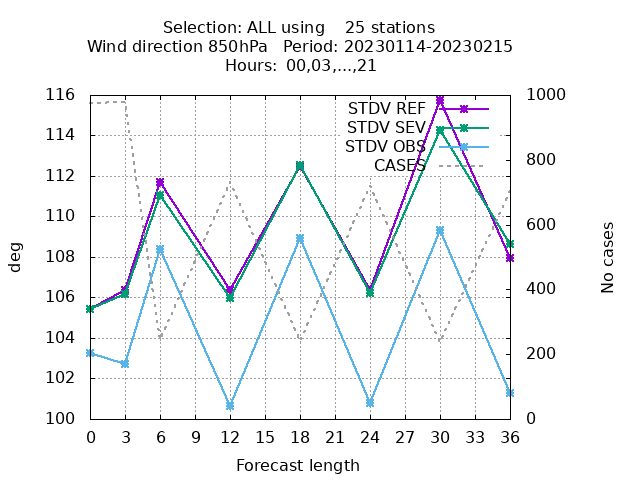 Selection: ALL using    25 stations
Wind direction 850hPa   Period: 20230114-20230215
Hours: 00,03,...,21
STDV REF
STDV SEV
STDV OBS
CASES
116
114
112
110
108
106
104
102
100
deg
1000
800
600
400
200
0
No cases
0 3 6 9 12 15 18 21 24 27 30 33 36
Forecast length